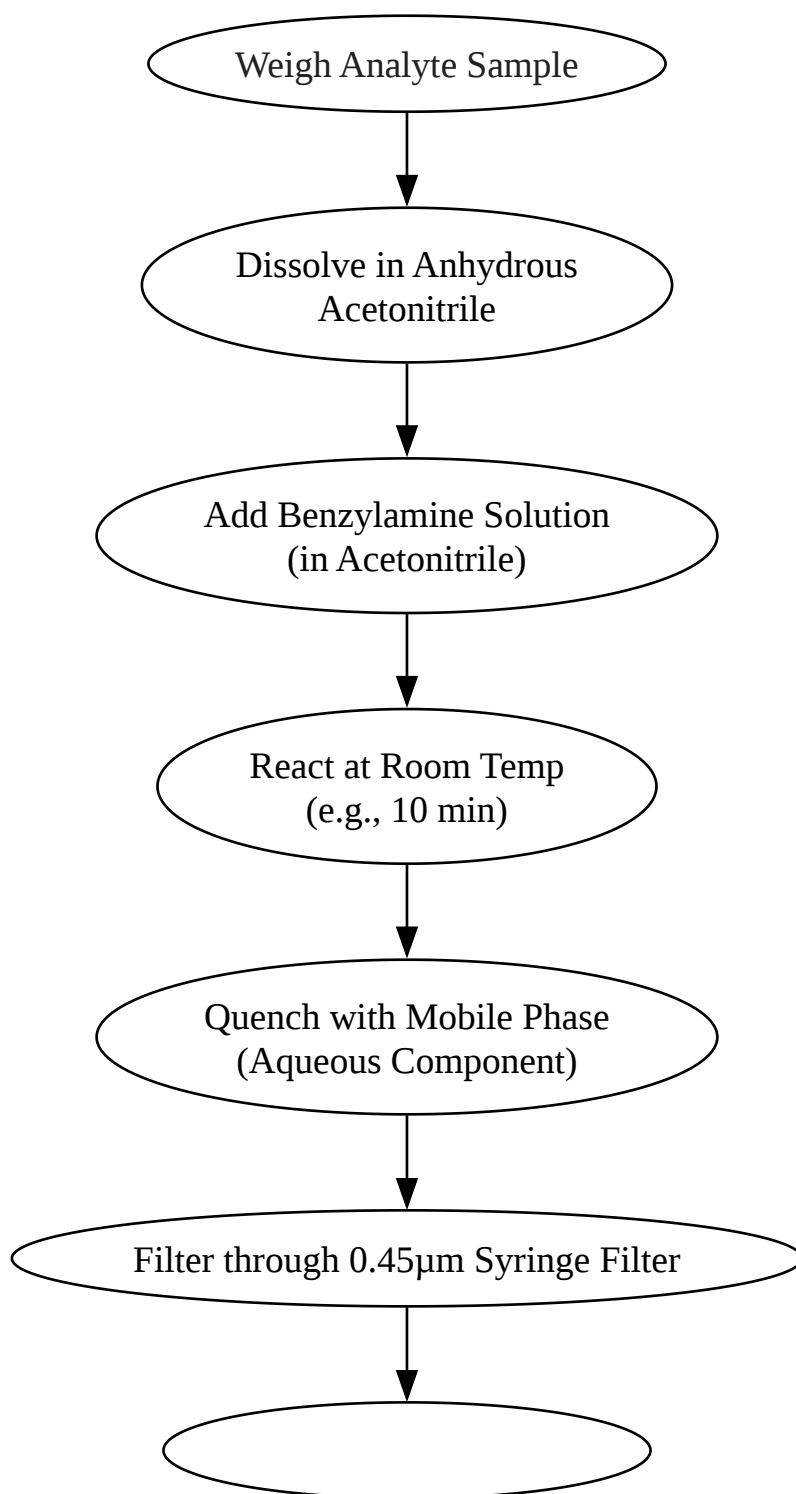 Weigh Analyte Sample
Dissolve in Anhydrous
Acetonitrile
Add Benzylamine Solution
(in Acetonitrile)
React at Room Temp
(e.g., 10 min)
Quench with Mobile Phase
(Aqueous Component)
Filter through 0.45µm Syringe Filter